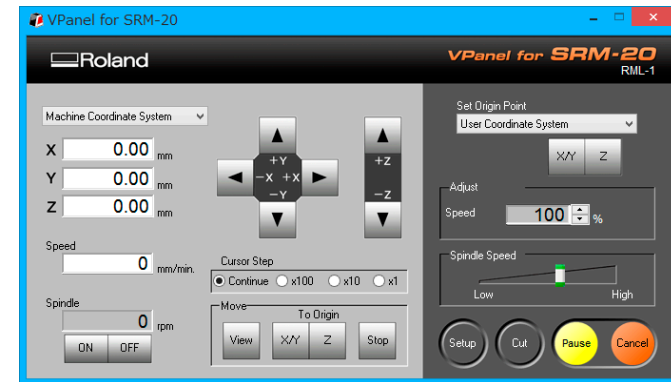 VPanel for SRM-20
Roland
VPanel for SRM-20
RML-1
Machine Coordinate System
X 0.00 mm
Y 0.00 mm
Z 0.00 mm
Speed
0 mm/min.
Spindle
0 rpm
ON OFF
+Y
-X +X
-Y
+Z
-Z
Cursor Step
Continue x100 x10 x1
Move
To Origin
View X/Y Z Stop
Set Origin Point
User Coordinate System
X/Y Z
Adjust
Speed 100 %
Spindle Speed
Low High
Setup Cut Pause Cancel